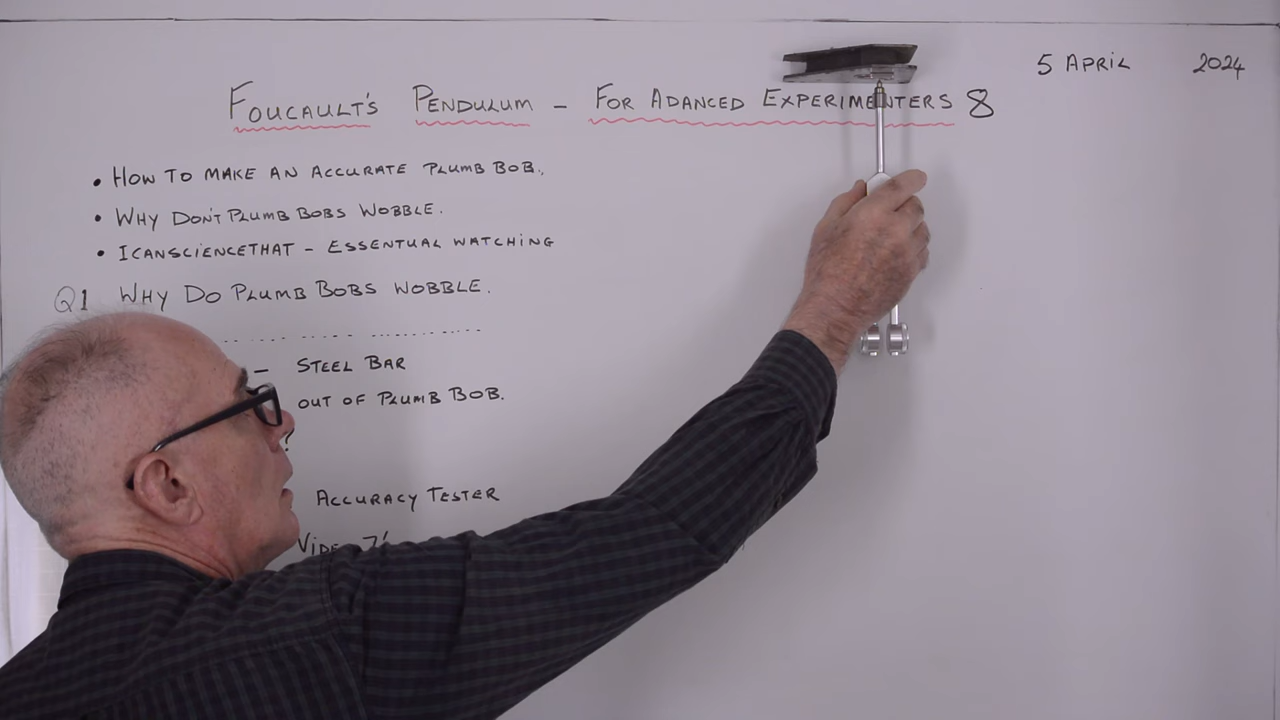 5 APRIL 2024
FOUCAULT'S PENDULUM - FOR ADANCED EXPERIMENTERS 8
• HOW TO MAKE AN ACCURATE PLUMB BOB.
• WHY DON'T PLUMB BOBS WOBBLE.
• ICANSCIENCETHAT - ESSENTUAL WATCHING
Q1 WHY DO PLUMB BOBS WOBBLE.
- STEEL BAR
OUT OF PLUMB BOB.
?
ACCURACY TESTER